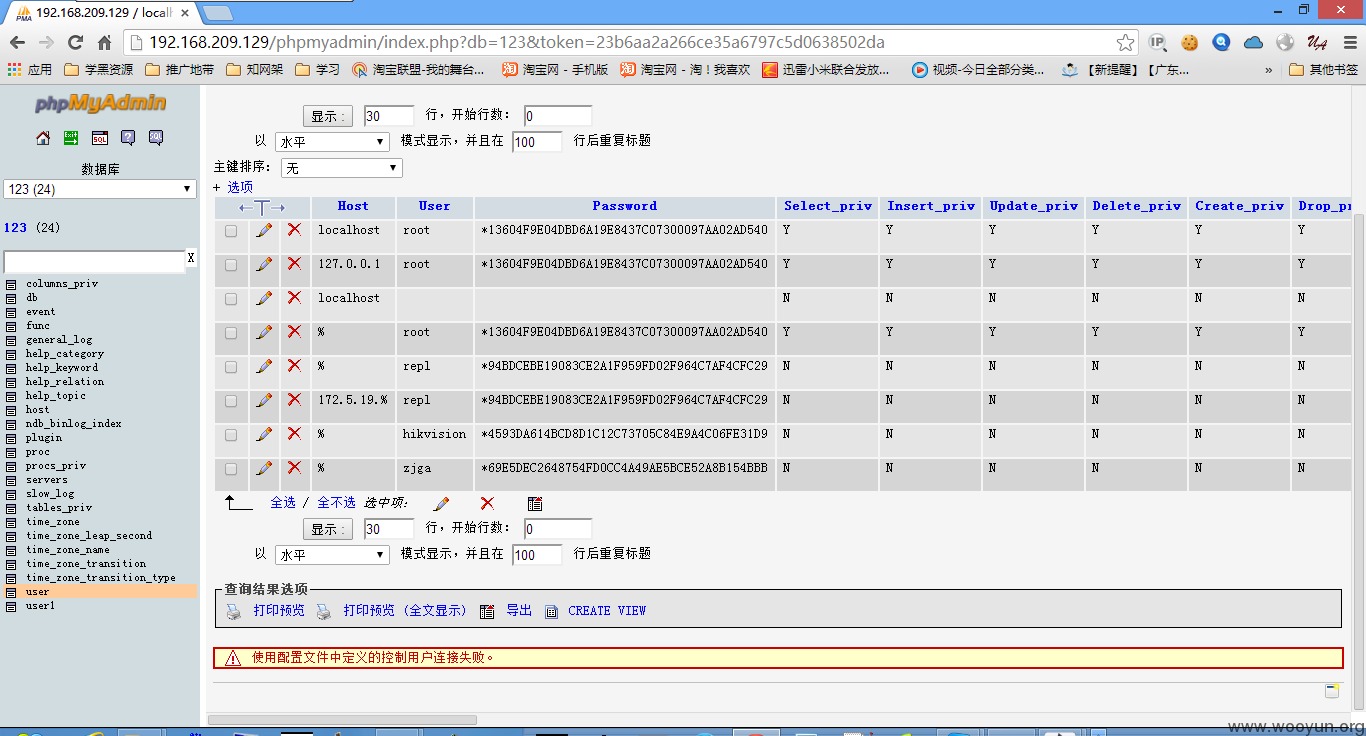 192.168.209.129 / localh
192.168.209.129/phpmyadmin/index.php?db=123&token=23b6aa2a266ce35a6797c5d0638502da
应用 学黑资源 推广地带 知网架 学习 淘宝联盟-我的舞台... 淘宝网 - 手机版 淘宝网 - 淘！我喜欢 迅雷小米联合发放... 视频-今日全部分类... 【新提醒】【广东... » 其他书签
phpMyAdmin
数据库
123 (24)
123 (24)
X
columns_priv
db
event
func
general_log
help_category
help_keyword
help_relation
help_topic
host
ndb_binlog_index
plugin
proc
procs_priv
servers
slow_log
tables_priv
time_zone
time_zone_leap_second
time_zone_name
time_zone_transition
time_zone_transition_type
user
user1
显示 : 30 行，开始行数: 0
以 水平 模式显示，并且在 100 行后重复标题
主键排序: 无
+ 选项
←T→ Host User Password Select_priv Insert_priv Update_priv Delete_priv Create_priv Drop_pr
localhost root *13604F9E04DBD6A19E8437C07300097AA02AD540 Y Y Y Y Y Y
127.0.0.1 root *13604F9E04DBD6A19E8437C07300097AA02AD540 Y Y Y Y Y Y
localhost N N N N N N
% root *13604F9E04DBD6A19E8437C07300097AA02AD540 Y Y Y Y Y Y
% repl *94BDCEBE19083CE2A1F959FD02F964C7AF4CFC29 N N N N N N
172.5.19.% repl *94BDCEBE19083CE2A1F959FD02F964C7AF4CFC29 N N N N N N
% hikvision *4593DA614BCD8D1C12C73705C84E9A4C06FE31D9 N N N N N N
% zjga *69E5DEC2648754FD0CC4A49AE5BCE52A8B154BBB N N N N N N
全选 / 全不选 选中项:
显示 : 30 行，开始行数: 0
以 水平 模式显示，并且在 100 行后重复标题
查询结果选项
打印预览 打印预览 (全文显示) 导出 CREATE VIEW
使用配置文件中定义的控制用户连接失败。
www.wooyun.org